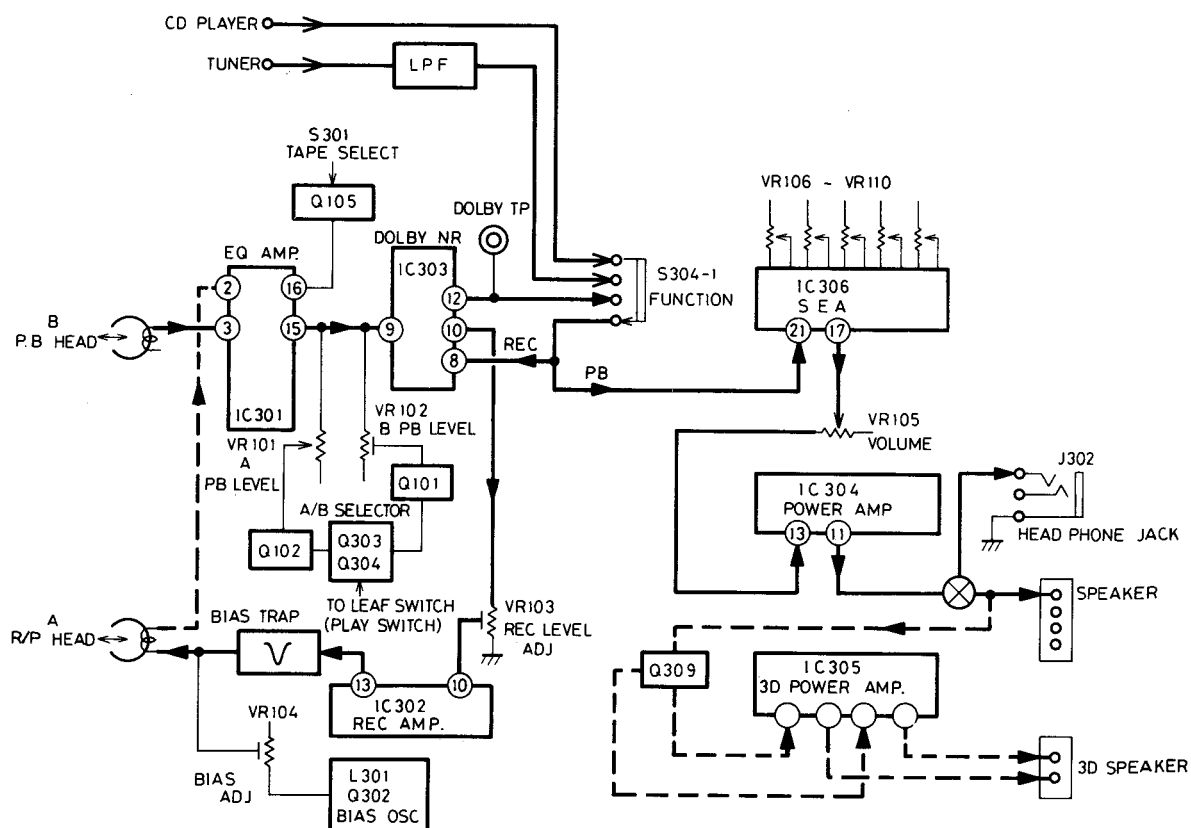 CD PLAYER
TUNER
LPF
S301
TAPE SELECT
Q105
DOLBY TP
VR106 ~ VR110
EQ AMP.
DOLBY NR
IC303
2
16
12
S304-1
FUNCTION
IC306
SEA
B
P.B HEAD
3
15
9
10
8
REC
PB
21
17
IC301
VR101
A
PB LEVEL
VR102
B PB LEVEL
VR105
VOLUME
Q101
A/B SELECTOR
Q102
Q303
Q304
IC304
POWER AMP
13
11
J302
HEAD PHONE JACK
TO LEAF SWITCH
(PLAY SWITCH)
A
R/P HEAD
BIAS TRAP
VR103
REC LEVEL
ADJ
SPEAKER
13
10
IC302
REC AMP.
Q309
IC305
3D POWER AMP.
VR104
BIAS
ADJ
L301
Q302
BIAS OSC
3D SPEAKER